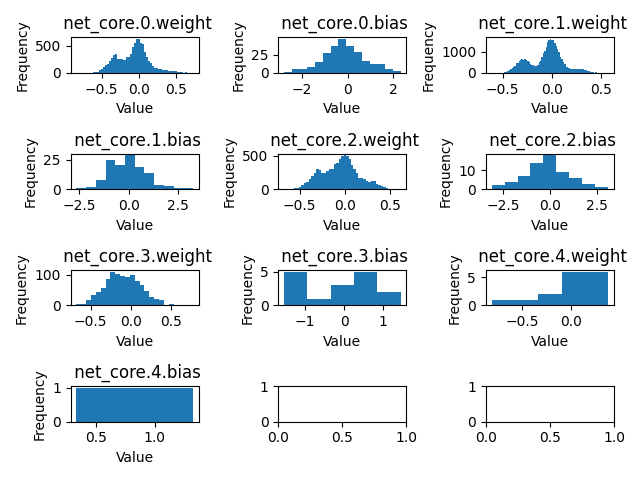 net_core.0.weight
Frequency
500
0
−0.5 0.0 0.5
Value
net_core.0.bias
Frequency
25
0
−2 0 2
Value
net_core.1.weight
Frequency
1000
0
−0.5 0.0 0.5
Value
net_core.1.bias
Frequency
25
0
−2.5 0.0 2.5
Value
net_core.2.weight
Frequency
500
0
−0.5 0.0 0.5
Value
net_core.2.bias
Frequency
10
0
−2.5 0.0 2.5
Value
net_core.3.weight
Frequency
100
0
−0.5 0.0 0.5
Value
net_core.3.bias
Frequency
5
0
−1 0 1
Value
net_core.4.weight
Frequency
5
0
−0.5 0.0
Value
net_core.4.bias
Frequency
1
0
0.5 1.0
Value
1
0
0.0 0.5 1.0
1
0
0.0 0.5 1.0